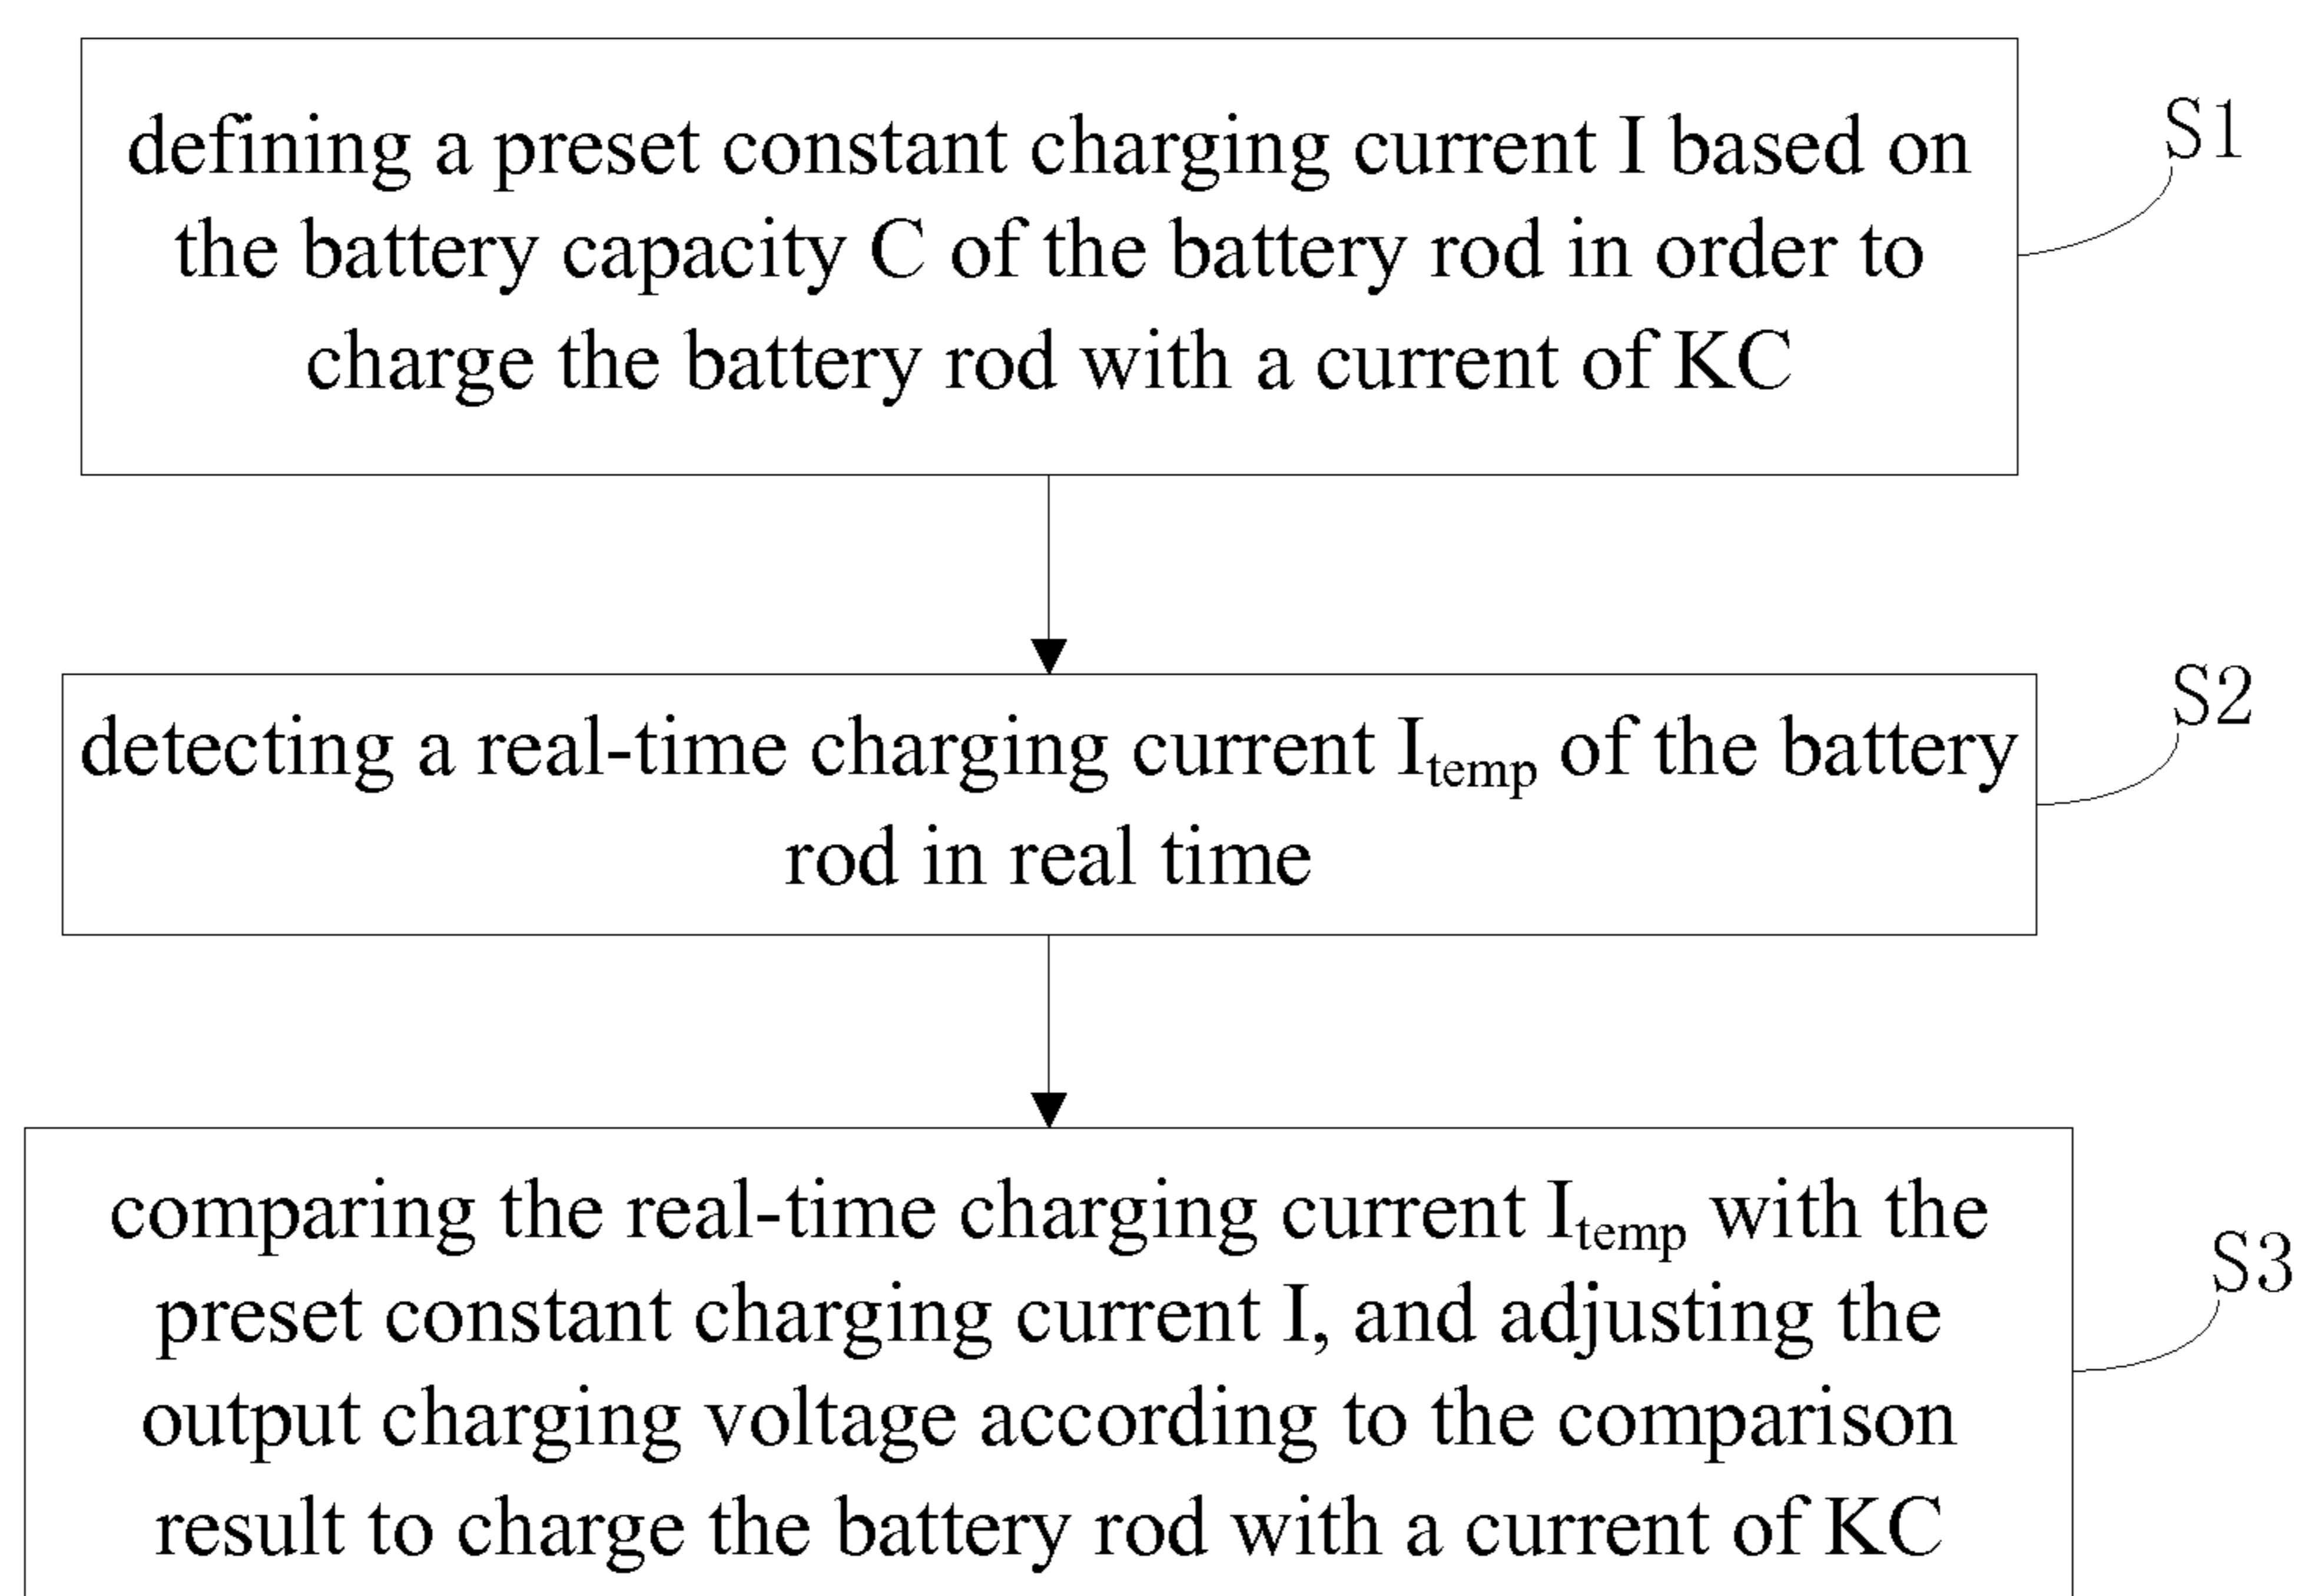 defining a preset constant charging current I based on
the battery capacity C of the battery rod in order to
charge the battery rod with a current of KC
S1
detecting a real-time charging current I_temp of the battery
rod in real time
S2
comparing the real-time charging current I_temp with the
preset constant charging current I, and adjusting the
output charging voltage according to the comparison
result to charge the battery rod with a current of KC
S3